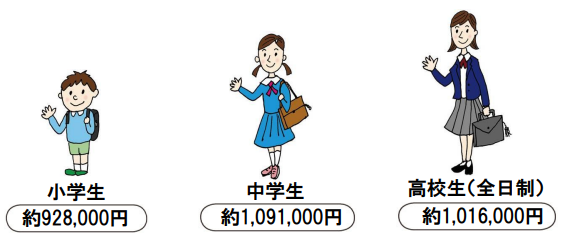 小学生
約928,000円
中学生
約1,091,000円
高校生(全日制)
約1,016,000円